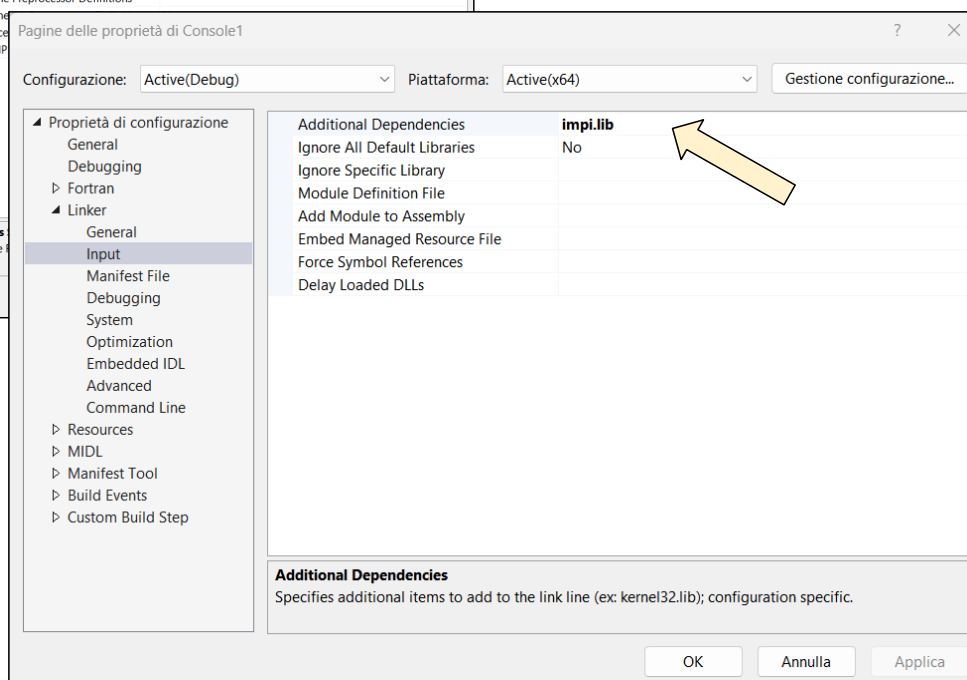 Preprocessor Definitions
Pagine delle proprietà di Console1
Configurazione: Active(Debug) Piattaforma: Active(x64) Gestione configurazione...
Proprietà di configurazione
General
Debugging
Fortran
Linker
General
Input
Manifest File
Debugging
System
Optimization
Embedded IDL
Advanced
Command Line
Resources
MIDL
Manifest Tool
Build Events
Custom Build Step
Additional Dependencies impi.lib
Ignore All Default Libraries No
Ignore Specific Library
Module Definition File
Add Module to Assembly
Embed Managed Resource File
Force Symbol References
Delay Loaded DLLs
Additional Dependencies
Specifies additional items to add to the link line (ex: kernel32.lib); configuration specific.
OK Annulla Applica